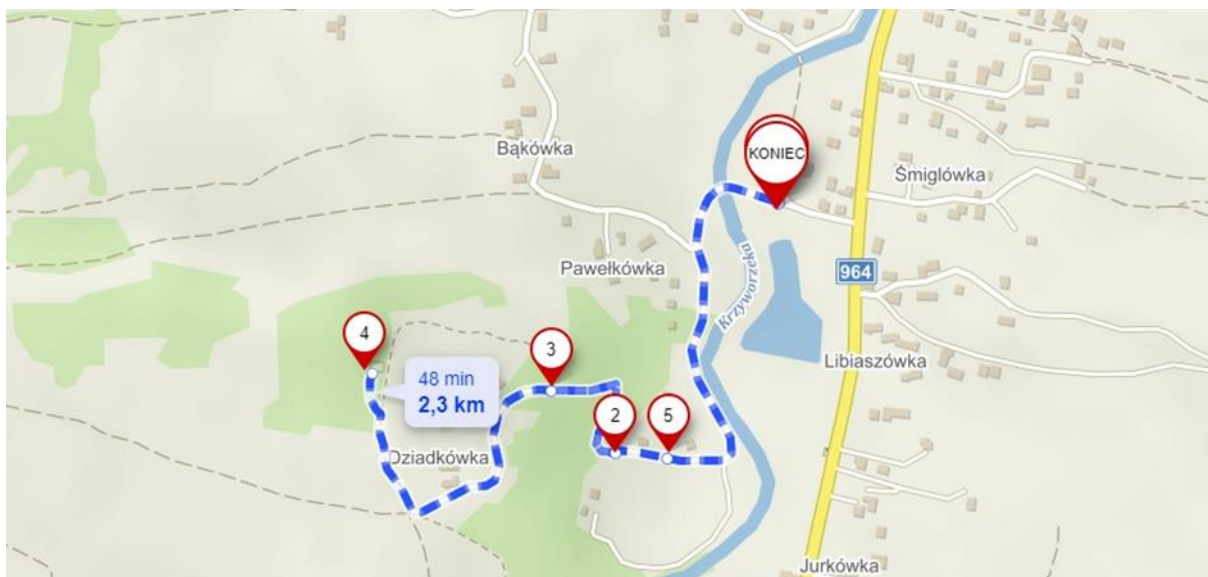 Bąkówka
KONIEC
Śmiglówka
Pawełkówka
Krzyworzeka
964
4
3
48 min
2,3 km
Libiaszówka
2
5
Dziadkówka
Jurkówka